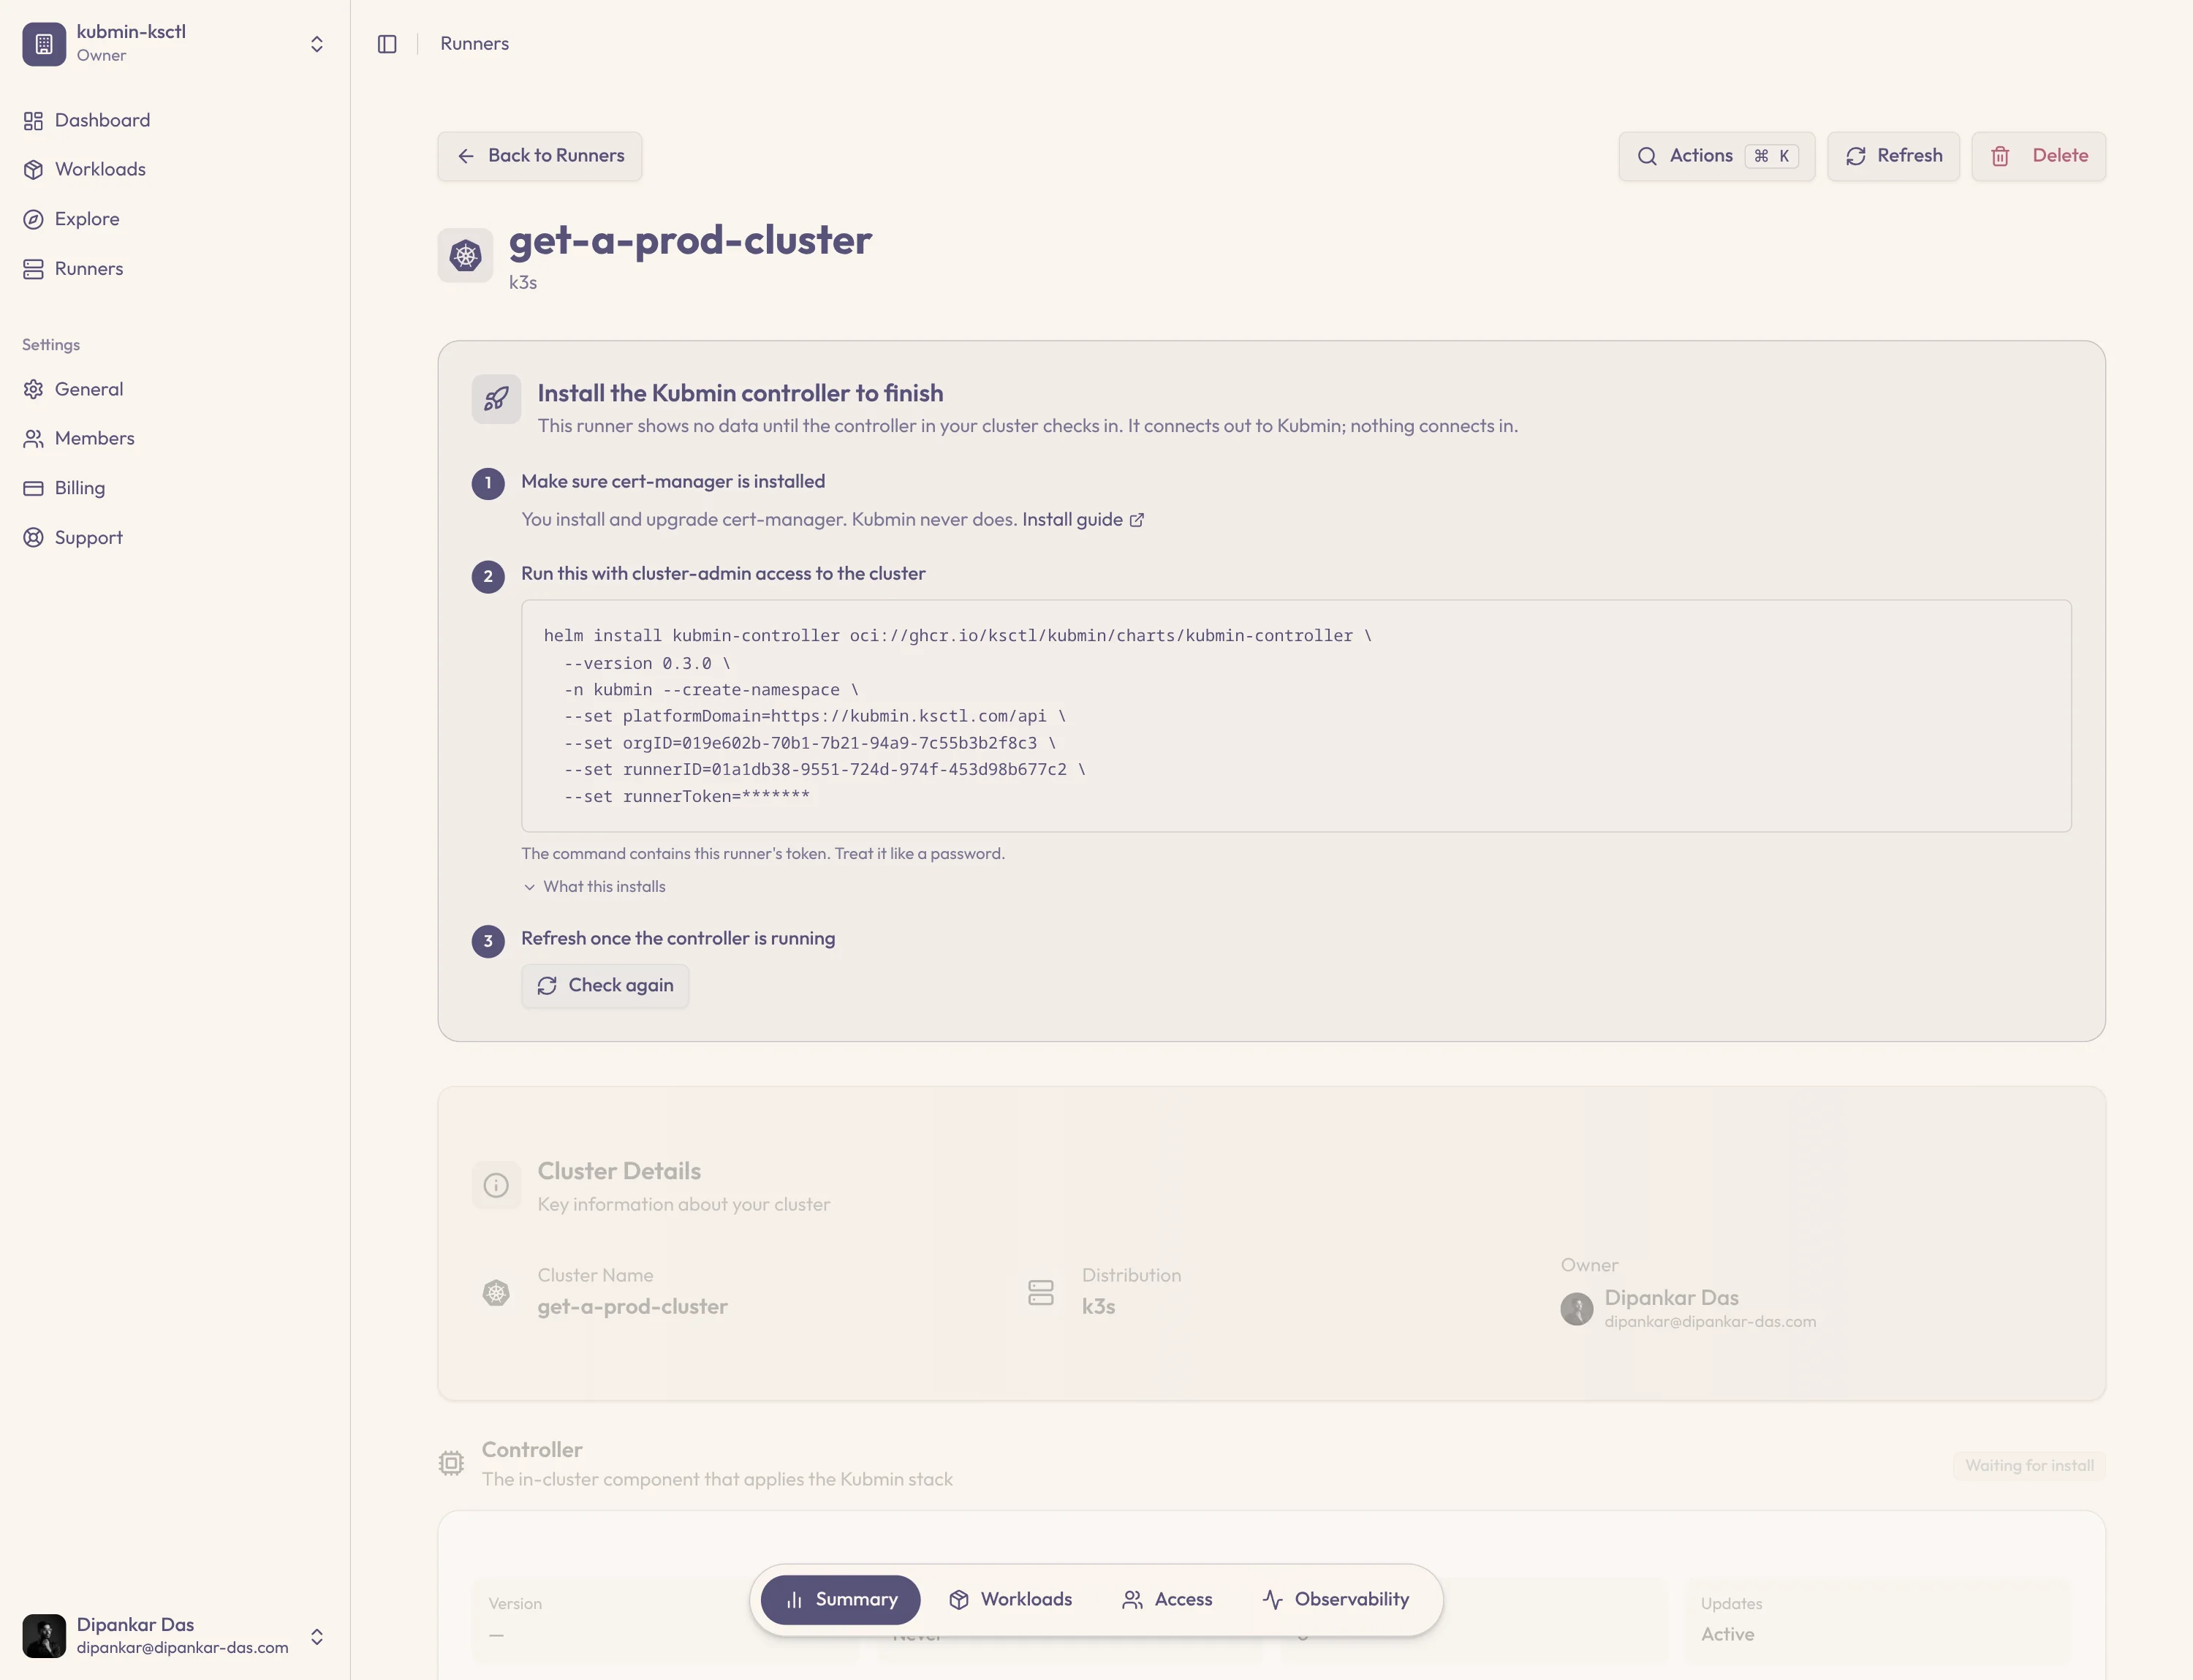 kubmin-ksctl
Owner
Dashboard
Workloads
Explore
Runners
Settings
General
Members
Billing
Support
Dipankar Das
dipankar@dipankar-das.com
Runners
Back to Runners
Actions ⌘ K
Refresh
Delete
get-a-prod-cluster
k3s
Install the Kubmin controller to finish
This runner shows no data until the controller in your cluster checks in. It connects out to Kubmin; nothing connects in.
1 Make sure cert-manager is installed
You install and upgrade cert-manager. Kubmin never does. Install guide
2 Run this with cluster-admin access to the cluster
helm install kubmin-controller oci://ghcr.io/ksctl/kubmin/charts/kubmin-controller \
--version 0.3.0 \
-n kubmin --create-namespace \
--set platformDomain=https://kubmin.ksctl.com/api \
--set orgID=019e602b-70b1-7b21-94a9-7c55b3b2f8c3 \
--set runnerID=01a1db38-9551-724d-974f-453d98b677c2 \
--set runnerToken=*******
The command contains this runner's token. Treat it like a password.
What this installs
3 Refresh once the controller is running
Check again
Cluster Details
Key information about your cluster
Cluster Name
get-a-prod-cluster
Distribution
k3s
Owner
Dipankar Das
dipankar@dipankar-das.com
Controller
The in-cluster component that applies the Kubmin stack
Waiting for install
Version
—
Never
Updates
Active
Summary
Workloads
Access
Observability